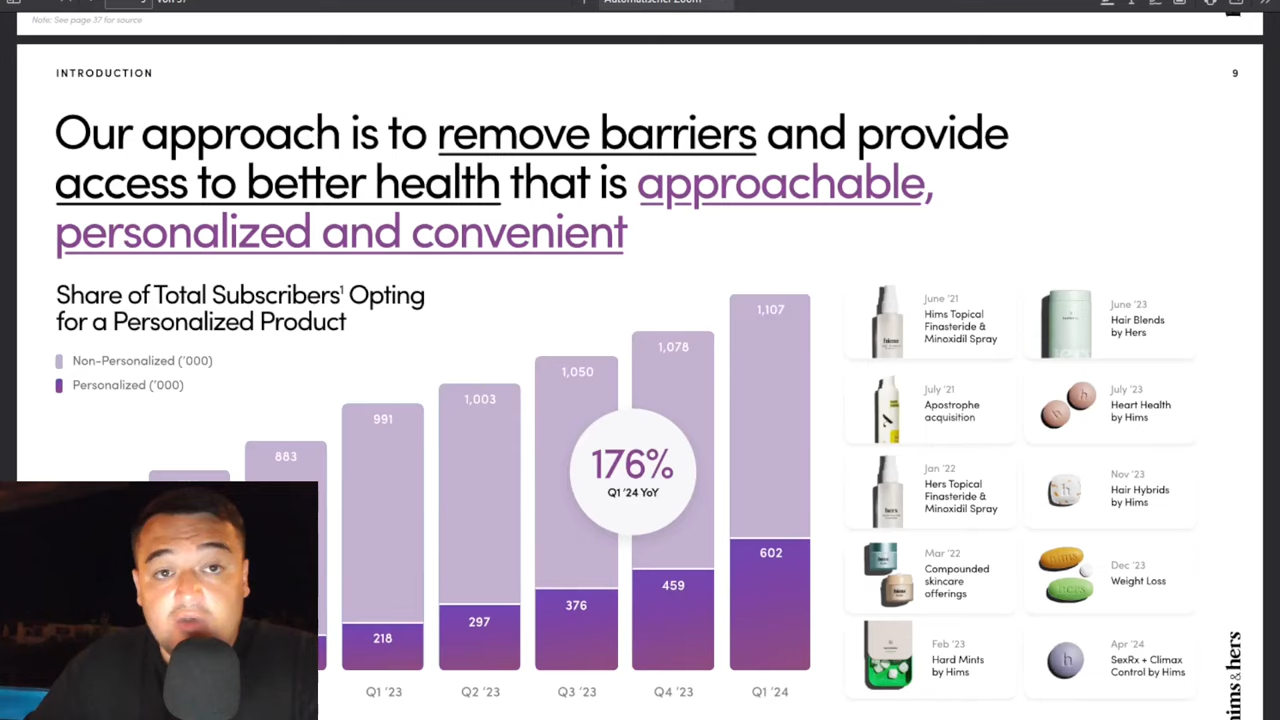 Note: See page 37 for source
INTRODUCTION
9
Our approach is to remove barriers and provide
access to better health that is approachable,
personalized and convenient
Share of Total Subscribers¹ Opting
for a Personalized Product
Non-Personalized ('000)
Personalized ('000)
883
991
1,003
1,050
1,078
1,107
176%
Q1 '24 YoY
218
297
376
459
602
Q1 '23
Q2 '23
Q3 '23
Q4 '23
Q1 '24
June '21
Hims Topical
Finasteride &
Minoxidil Spray
June '23
Hair Blends
by Hers
July '21
Apostrophe
acquisition
July '23
Heart Health
by Hims
Jan '22
Hers Topical
Finasteride &
Minoxidil Spray
Nov '23
Hair Hybrids
by Hims
Mar '22
Compounded
skincare
offerings
Dec '23
Weight Loss
Feb '23
Hard Mints
by Hims
Apr '24
SexRx + Climax
Control by Hims
hims & hers